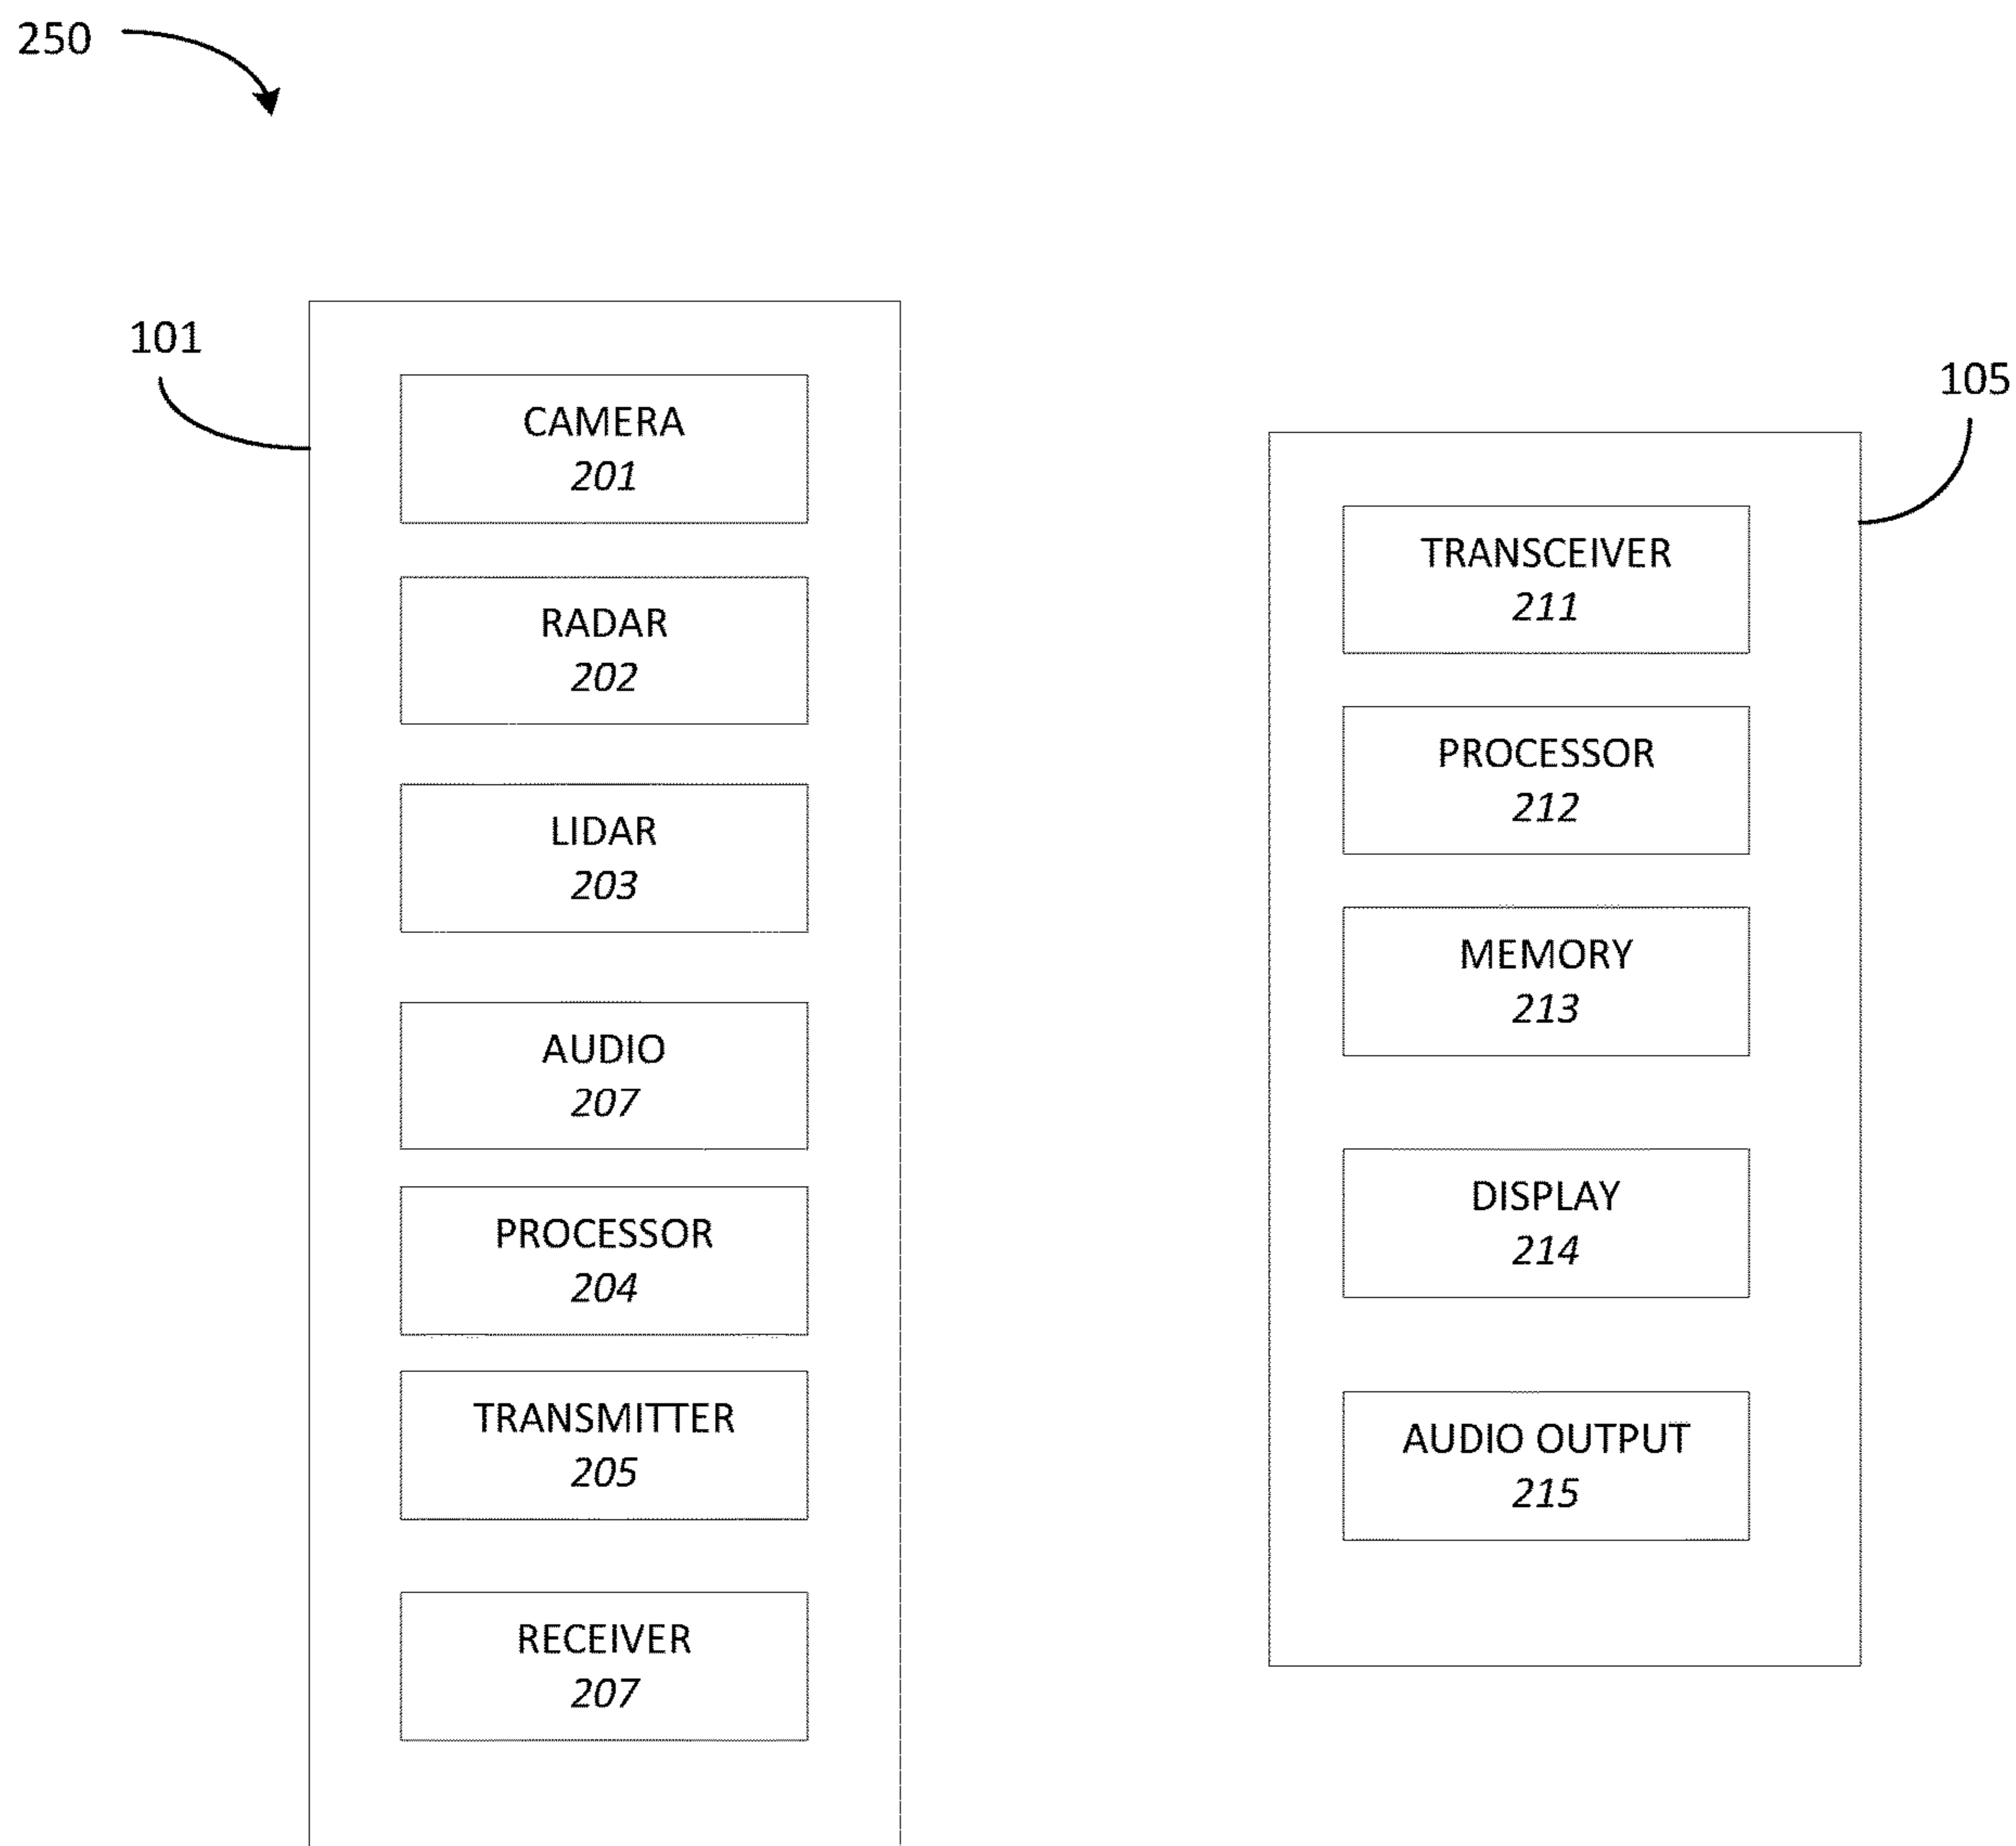 250
101
CAMERA
201
RADAR
202
LIDAR
203
AUDIO
207
PROCESSOR
204
TRANSMITTER
205
RECEIVER
207
105
TRANSCEIVER
211
PROCESSOR
212
MEMORY
213
DISPLAY
214
AUDIO OUTPUT
215